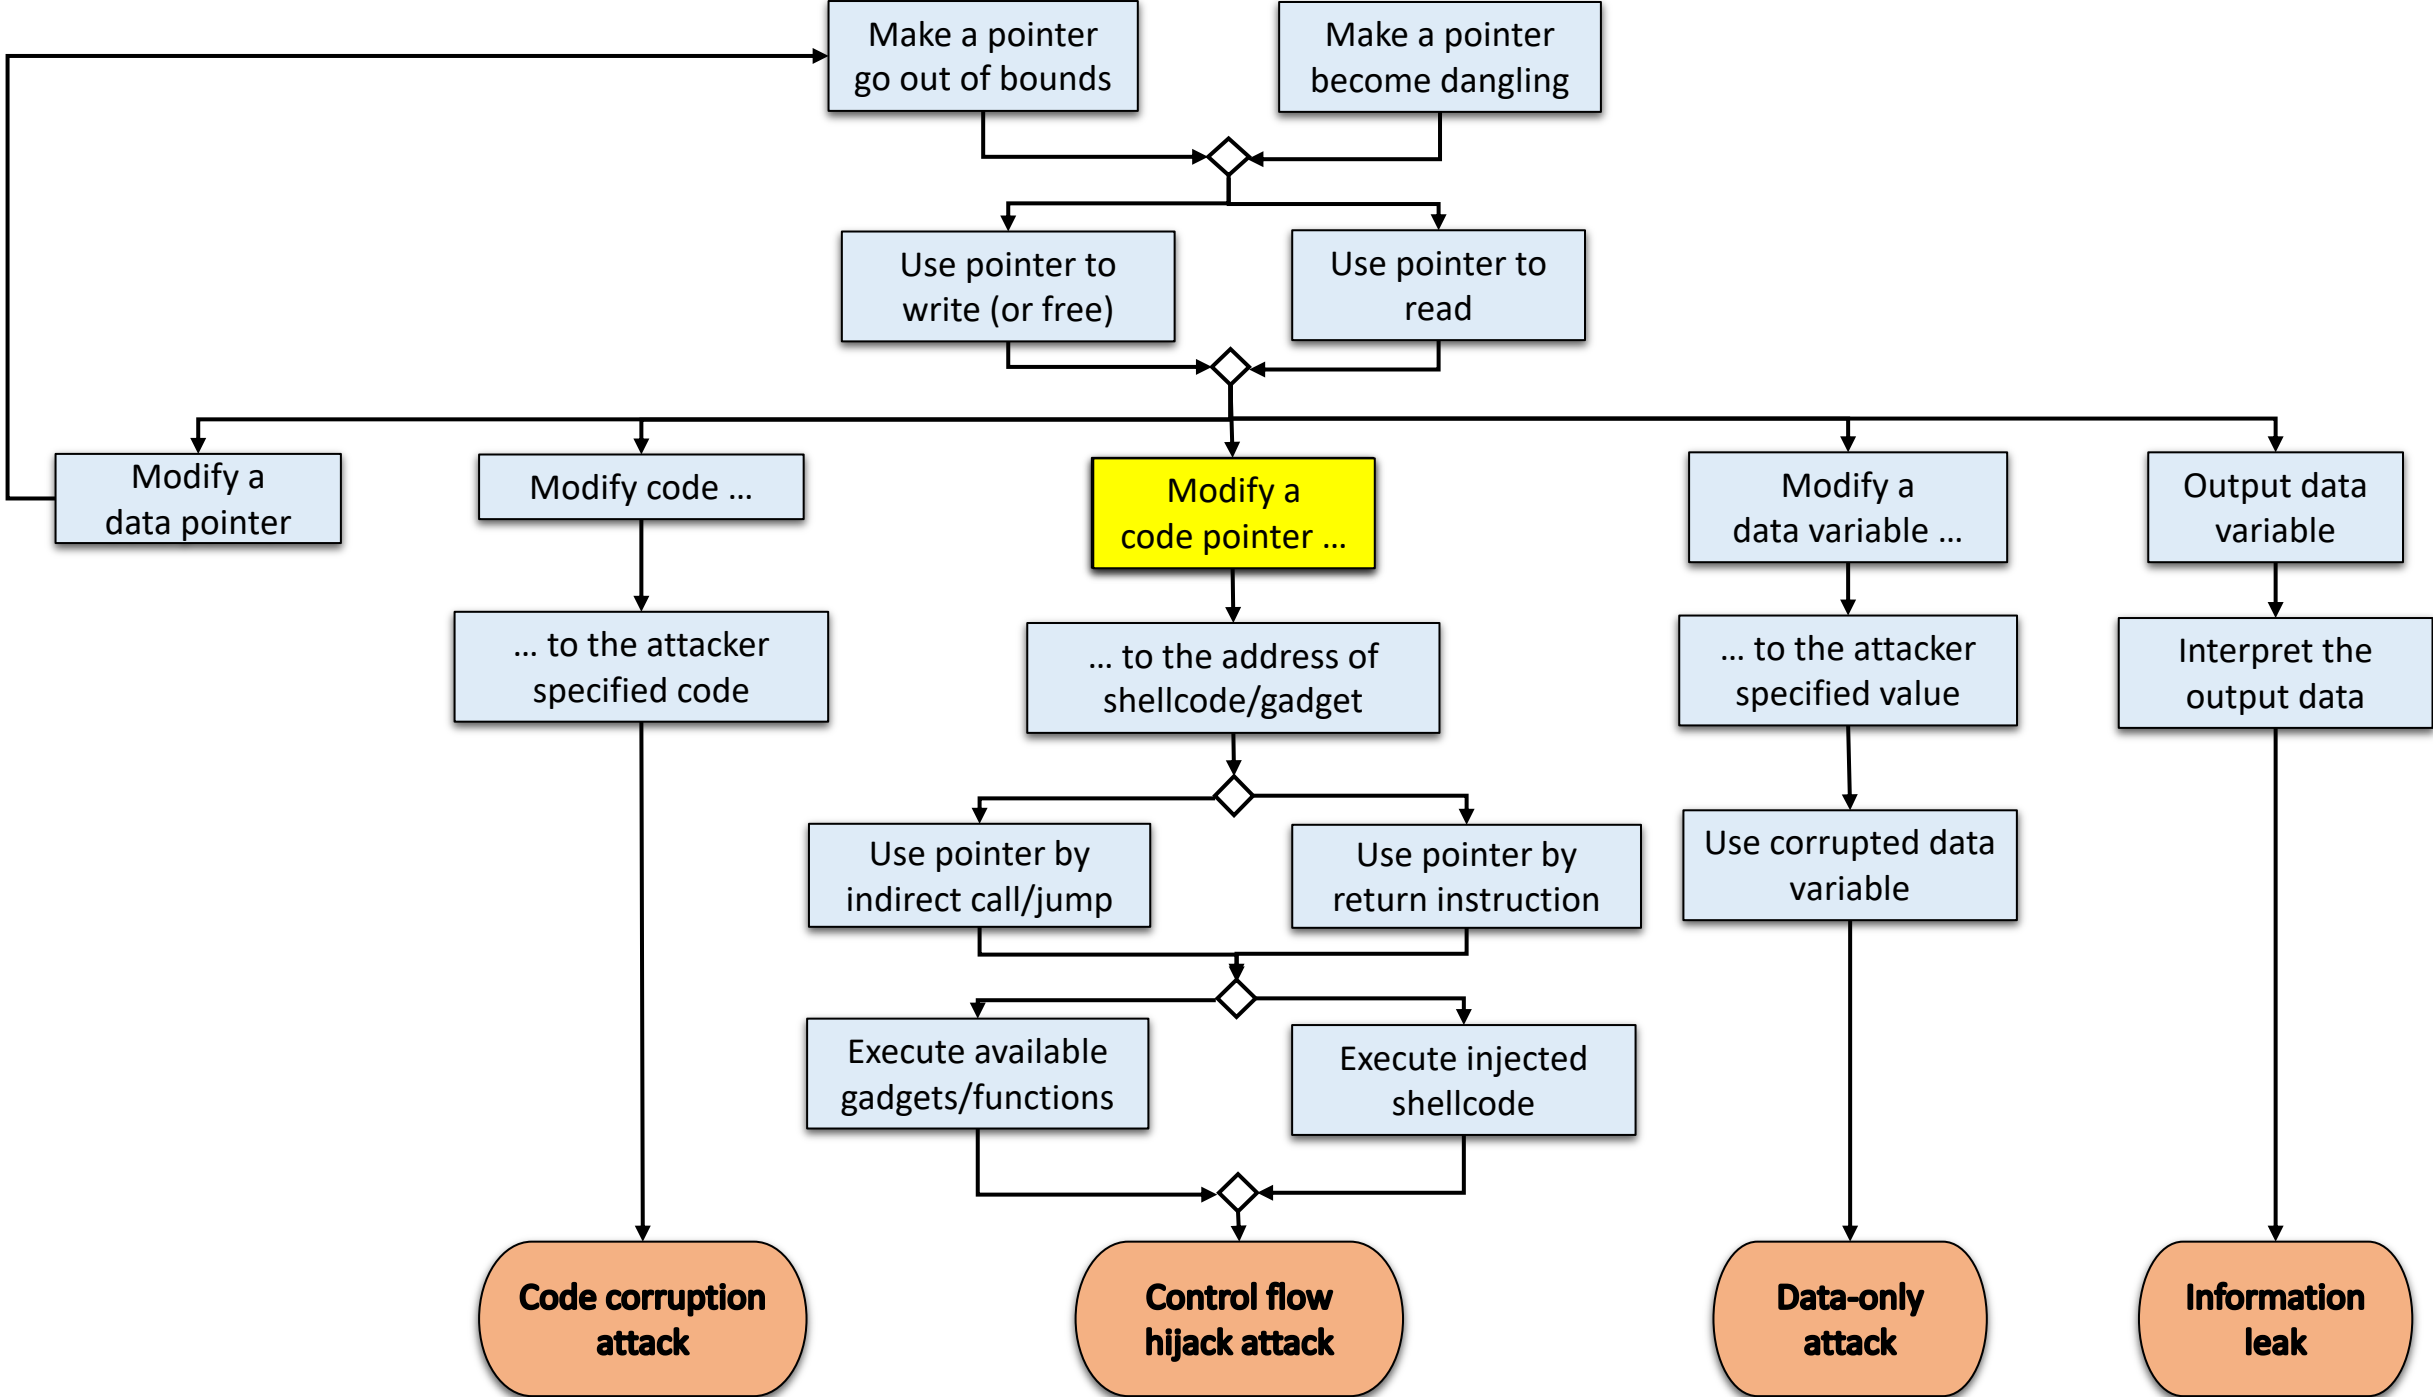 Make a pointer
go out of bounds
Make a pointer
become dangling
Use pointer to
write (or free)
Use pointer to
read
Modify a
data pointer
Modify code ...
Modify a
code pointer ...
Modify a
data variable ...
Output data
variable
... to the attacker
specified code
... to the address of
shellcode/gadget
... to the attacker
specified value
Interpret the
output data
Use pointer by
indirect call/jump
Use pointer by
return instruction
Use corrupted data
variable
Execute available
gadgets/functions
Execute injected
shellcode
Code corruption
attack
Control flow
hijack attack
Data-only
attack
Information
leak